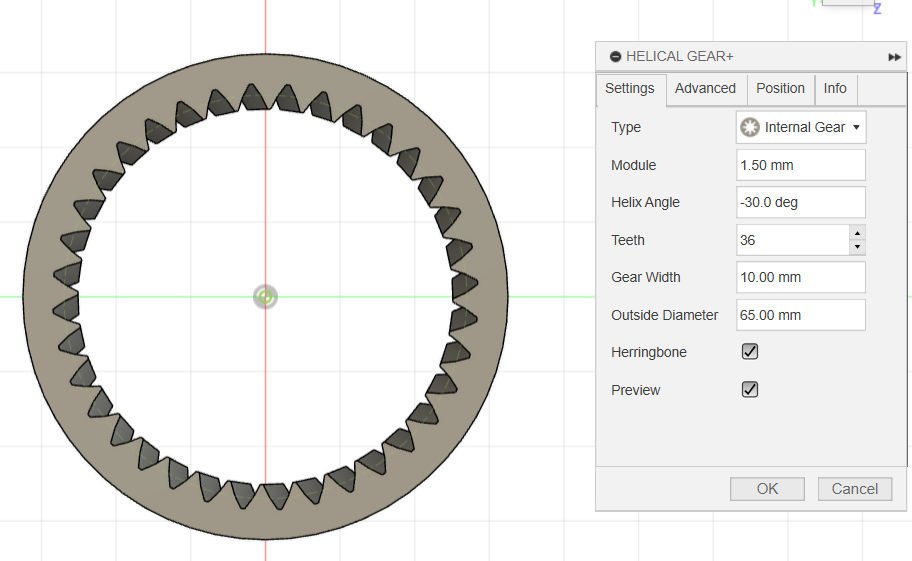 Y
Z
HELICAL GEAR+
Settings Advanced Position Info
Type Internal Gear
Module 1.50 mm
Helix Angle -30.0 deg
Teeth 36
Gear Width 10.00 mm
Outside Diameter 65.00 mm
Herringbone
Preview
OK Cancel